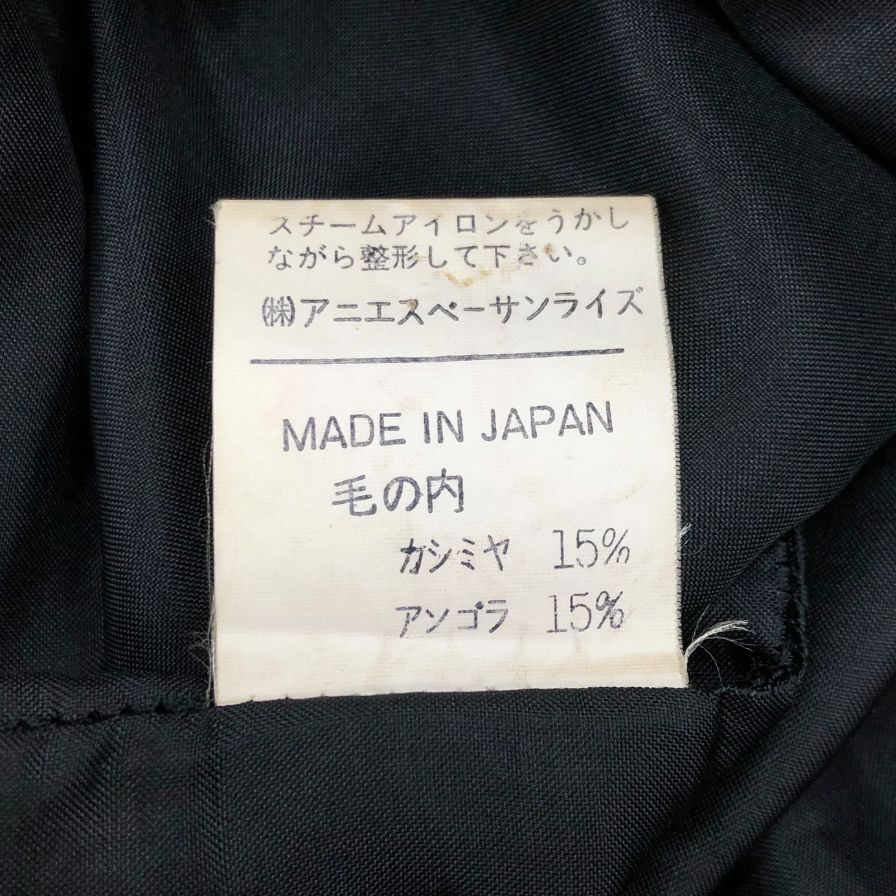 スチームアイロンをうかし
ながら整形して下さい。
㈱アニエスベーサンライズ
MADE IN JAPAN
毛の内
カシミヤ 15%
アンゴラ 15%